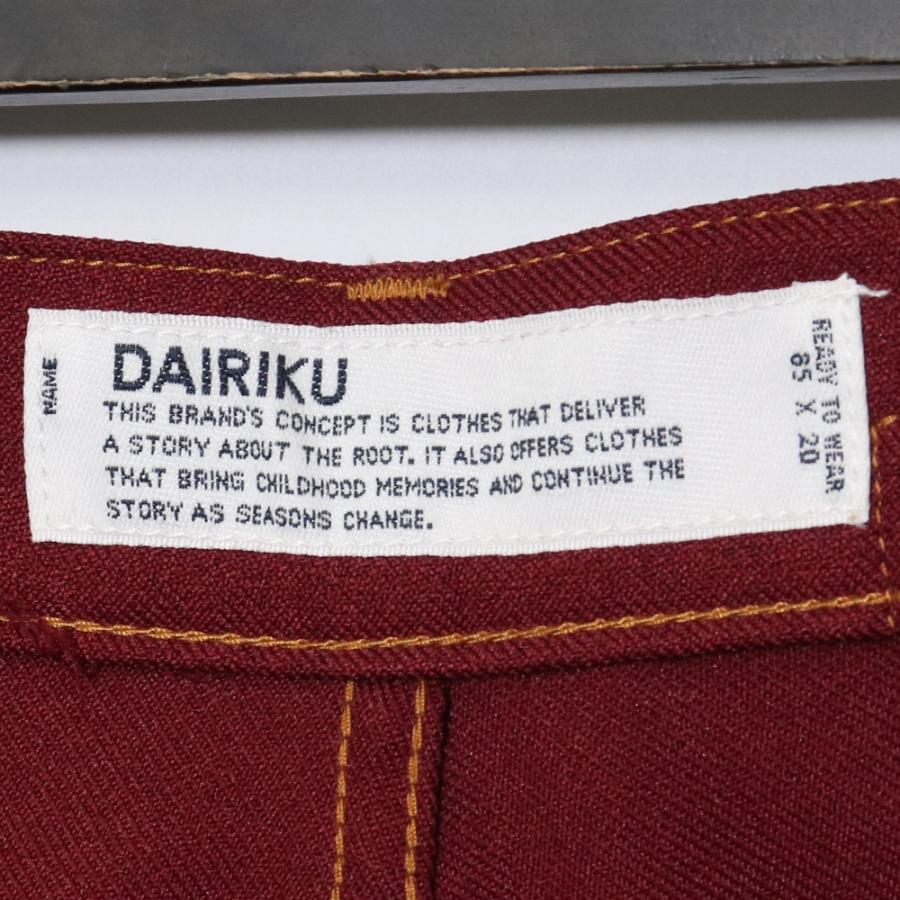 NAME
DAIRIKU
THIS BRAND'S CONCEPT IS CLOTHES THAT DELIVER
A STORY ABOUT THE ROOT. IT ALSO OFFERS CLOTHES
THAT BRING CHILDHOOD MEMORIES AND CONTINUE THE
STORY AS SEASONS CHANGE.
READY TO WEAR
85 X 20